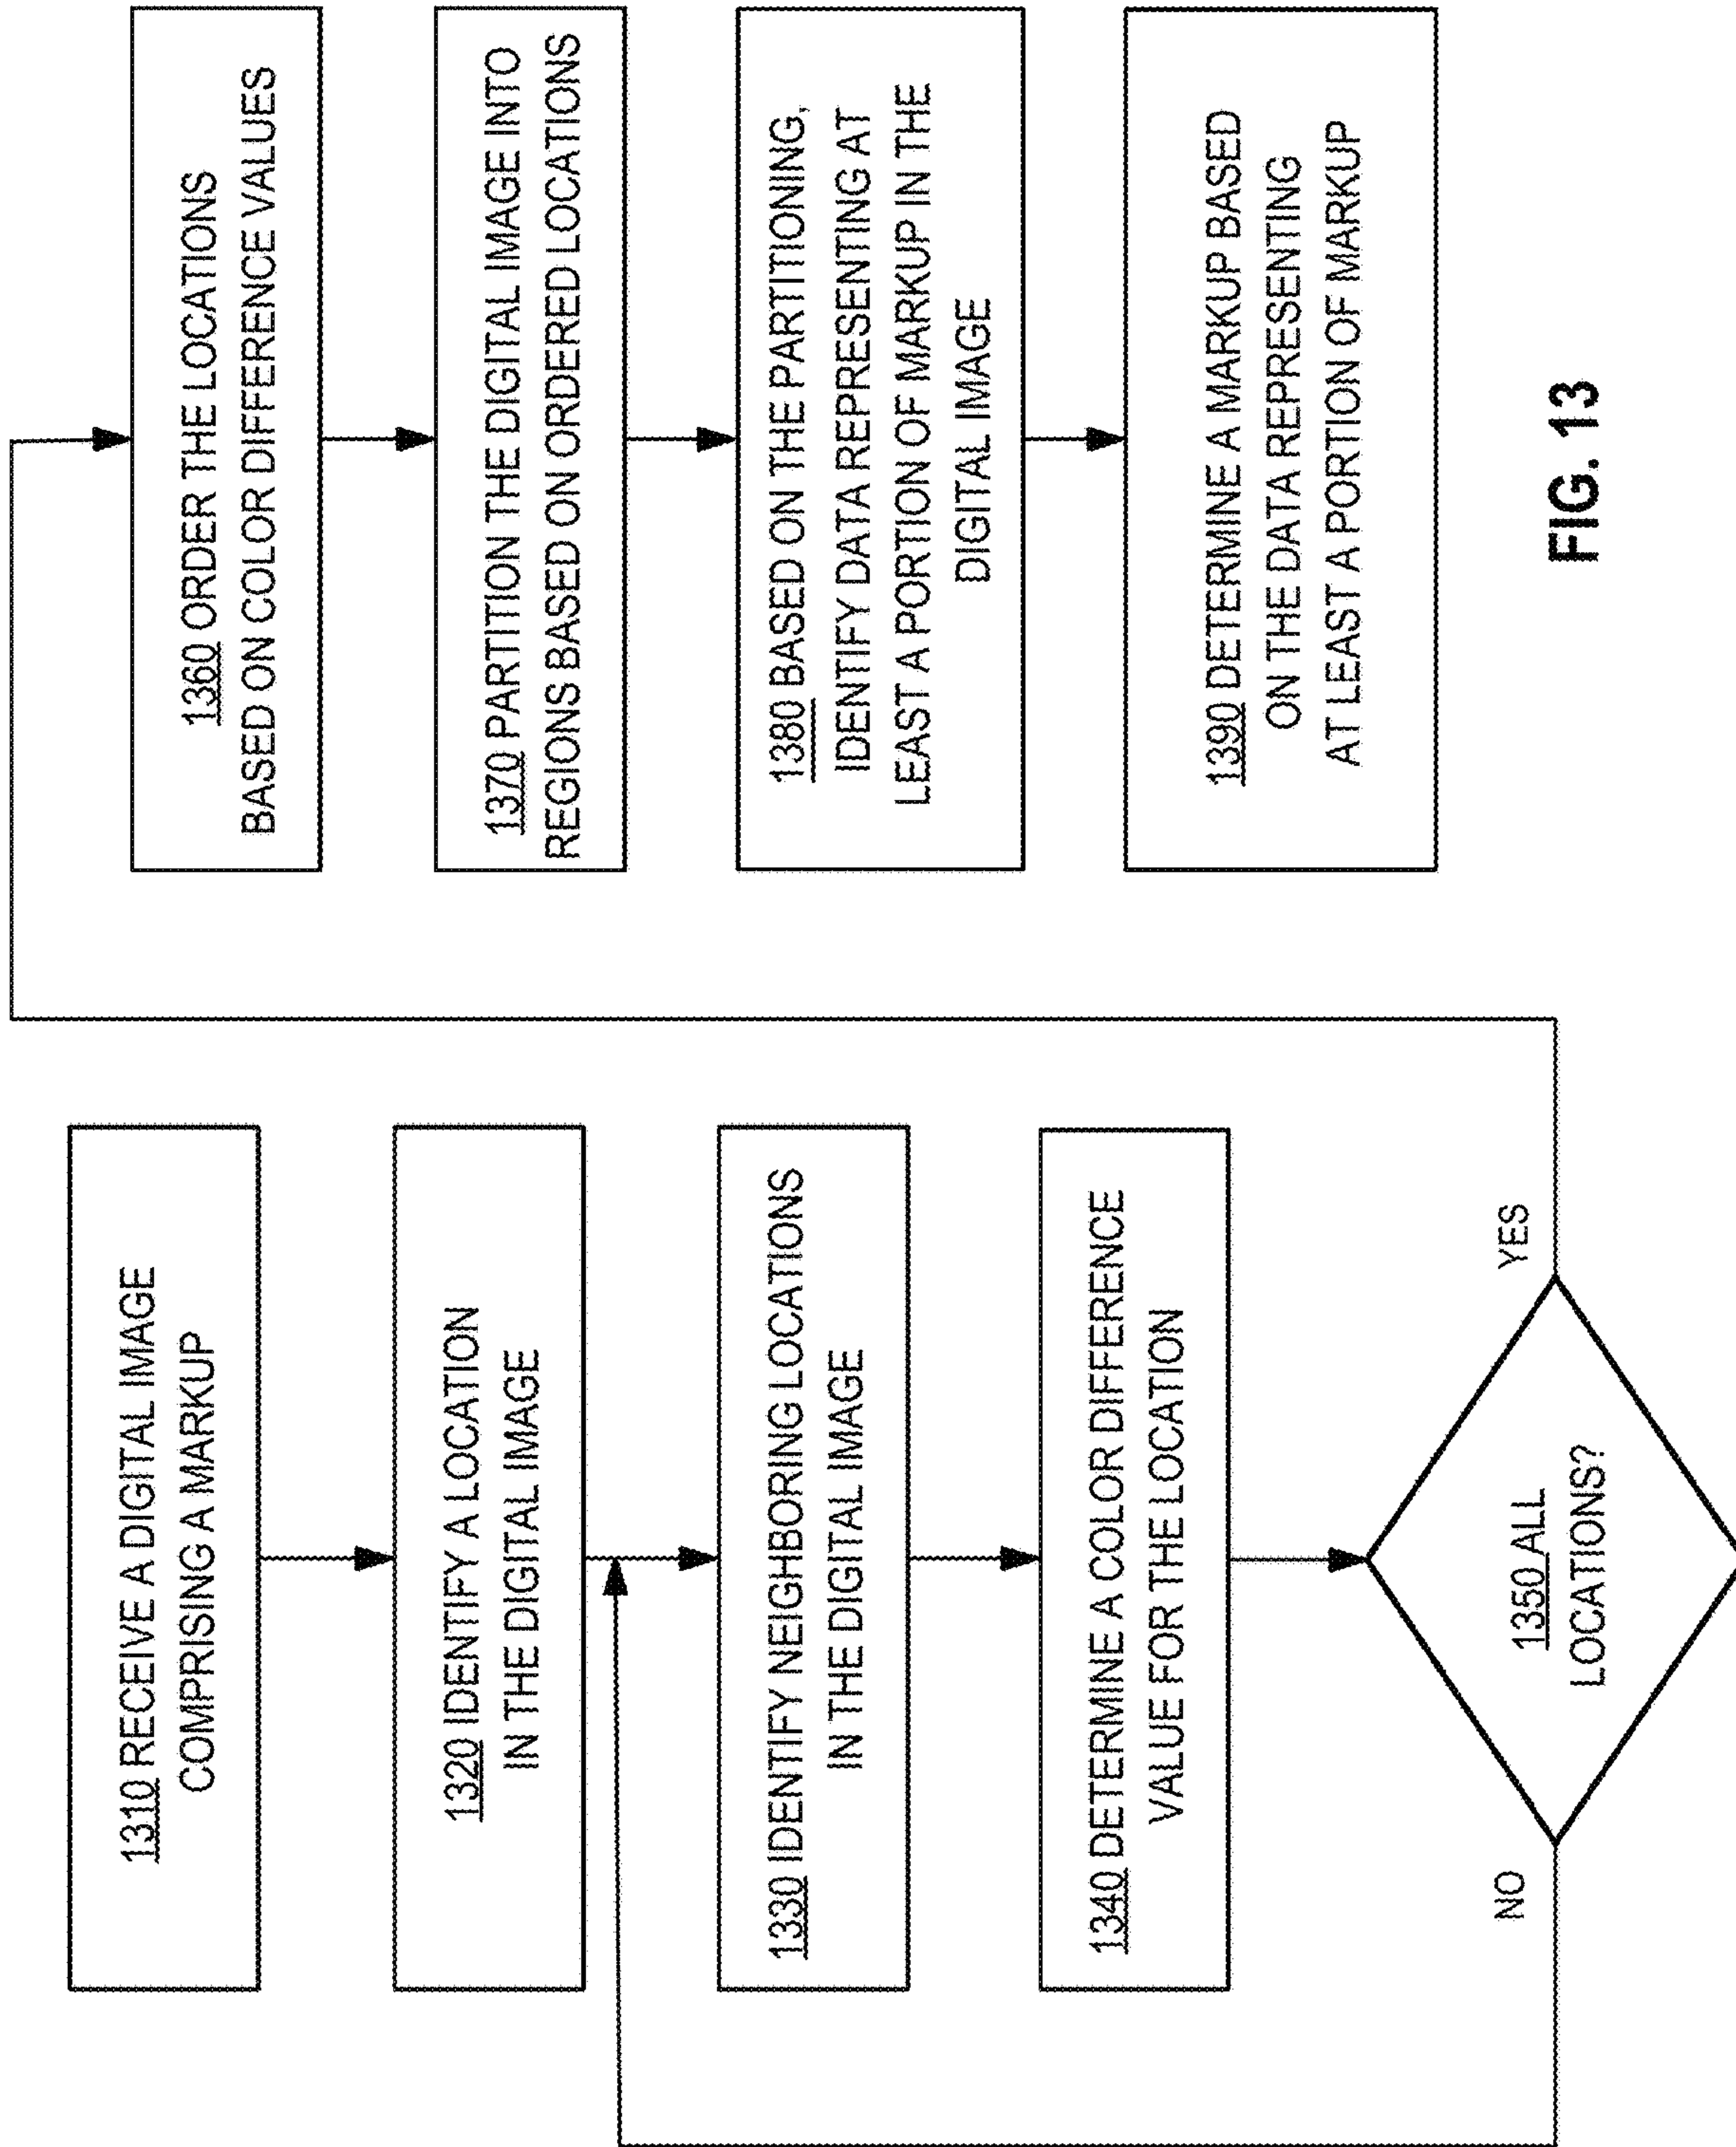 1310 RECEIVE A DIGITAL IMAGE
COMPRISING A MARKUP
1320 IDENTIFY A LOCATION
IN THE DIGITAL IMAGE
1330 IDENTIFY NEIGHBORING LOCATIONS
IN THE DIGITAL IMAGE
1340 DETERMINE A COLOR DIFFERENCE
VALUE FOR THE LOCATION
1350 ALL
LOCATIONS?
NO
YES
1360 ORDER THE LOCATIONS
BASED ON COLOR DIFFERENCE VALUES
1370 PARTITION THE DIGITAL IMAGE INTO
REGIONS BASED ON ORDERED LOCATIONS
1380 BASED ON THE PARTITIONING,
IDENTIFY DATA REPRESENTING AT
LEAST A PORTION OF MARKUP IN THE
DIGITAL IMAGE
1390 DETERMINE A MARKUP BASED
ON THE DATA REPRESENTING
AT LEAST A PORTION OF MARKUP
FIG. 13